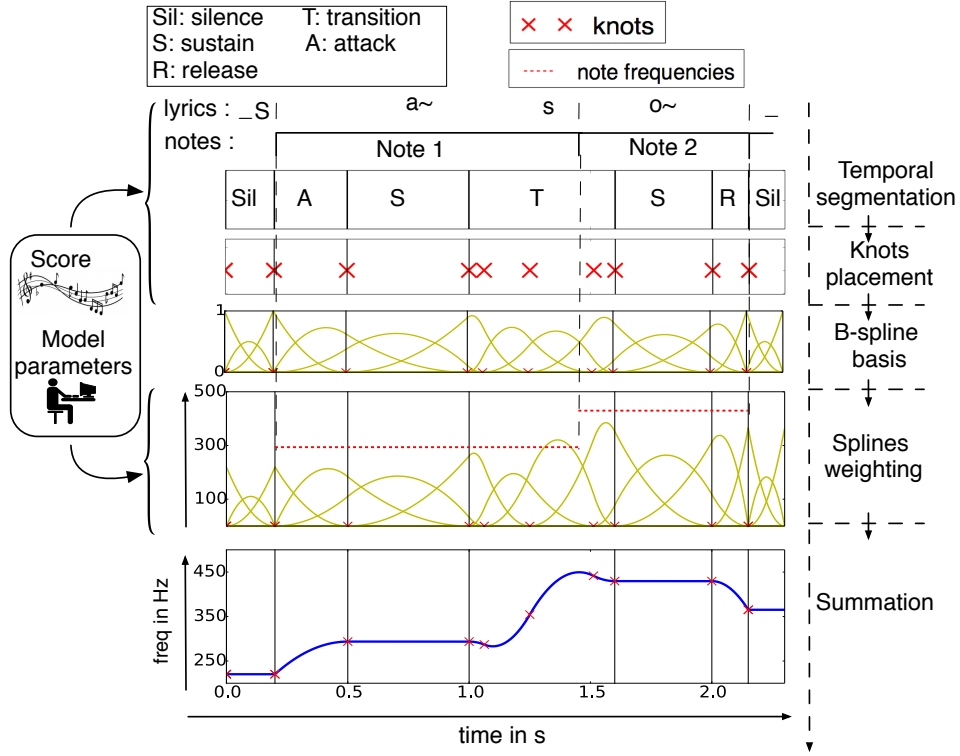 Sil: silence T: transition
S: sustain A: attack
R: release
knots
note frequencies
lyrics : _S a~ s o~ _
notes :
Note 1 Note 2
Sil A S T S R Sil
Temporal
segmentation
Knots
placement
Score
Model
parameters
1
0
B-spline
basis
500
300
100
Splines
weighting
450
350
250
freq in Hz
Summation
0.0 0.5 1.0 1.5 2.0
time in s